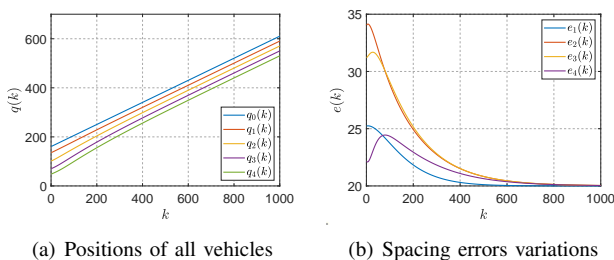 600
400
200
0
q(k)
0 200 400 600 800 1000
k
q₀(k)
q₁(k)
q₂(k)
q₃(k)
q₄(k)
35
30
25
20
e(k)
0 200 400 600 800 1000
k
e₁(k)
e₂(k)
e₃(k)
e₄(k)
(a) Positions of all vehicles
(b) Spacing errors variations